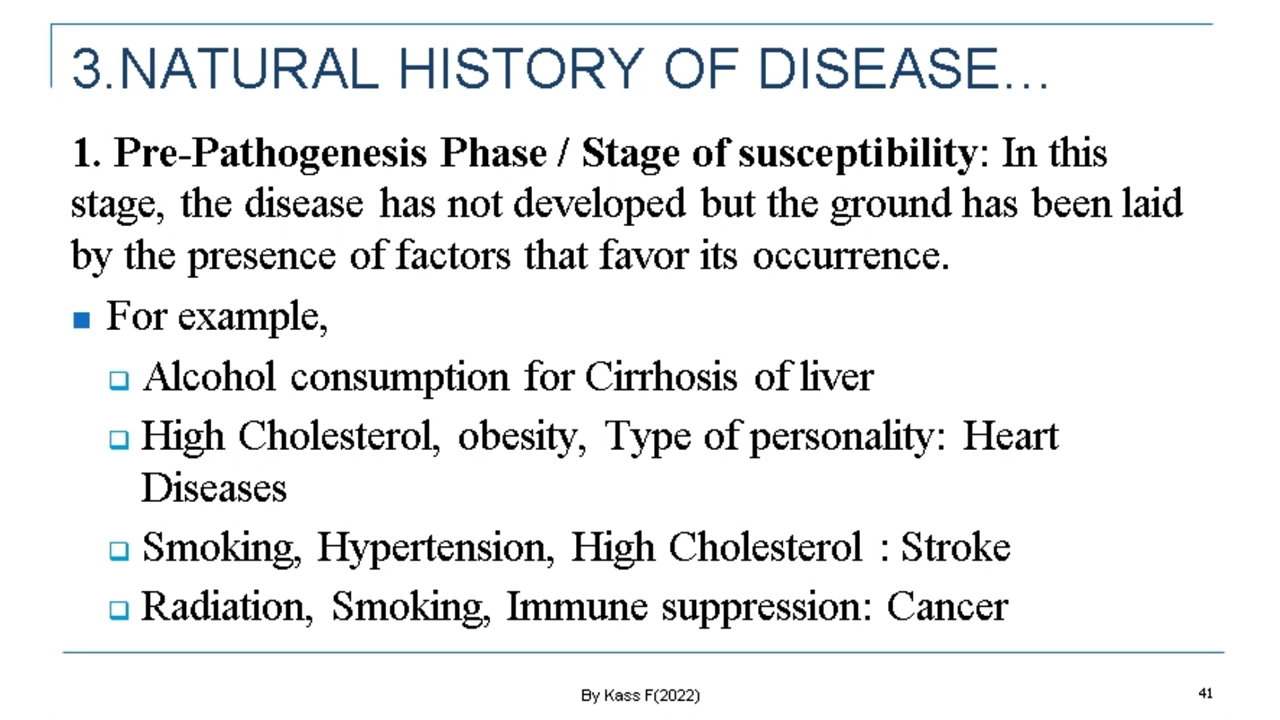 3.NATURAL HISTORY OF DISEASE...
1. Pre-Pathogenesis Phase / Stage of susceptibility: In this
stage, the disease has not developed but the ground has been laid
by the presence of factors that favor its occurrence.
For example,
Alcohol consumption for Cirrhosis of liver
High Cholesterol, obesity, Type of personality: Heart
Diseases
Smoking, Hypertension, High Cholesterol : Stroke
Radiation, Smoking, Immune suppression: Cancer
By Kass F(2022)
41